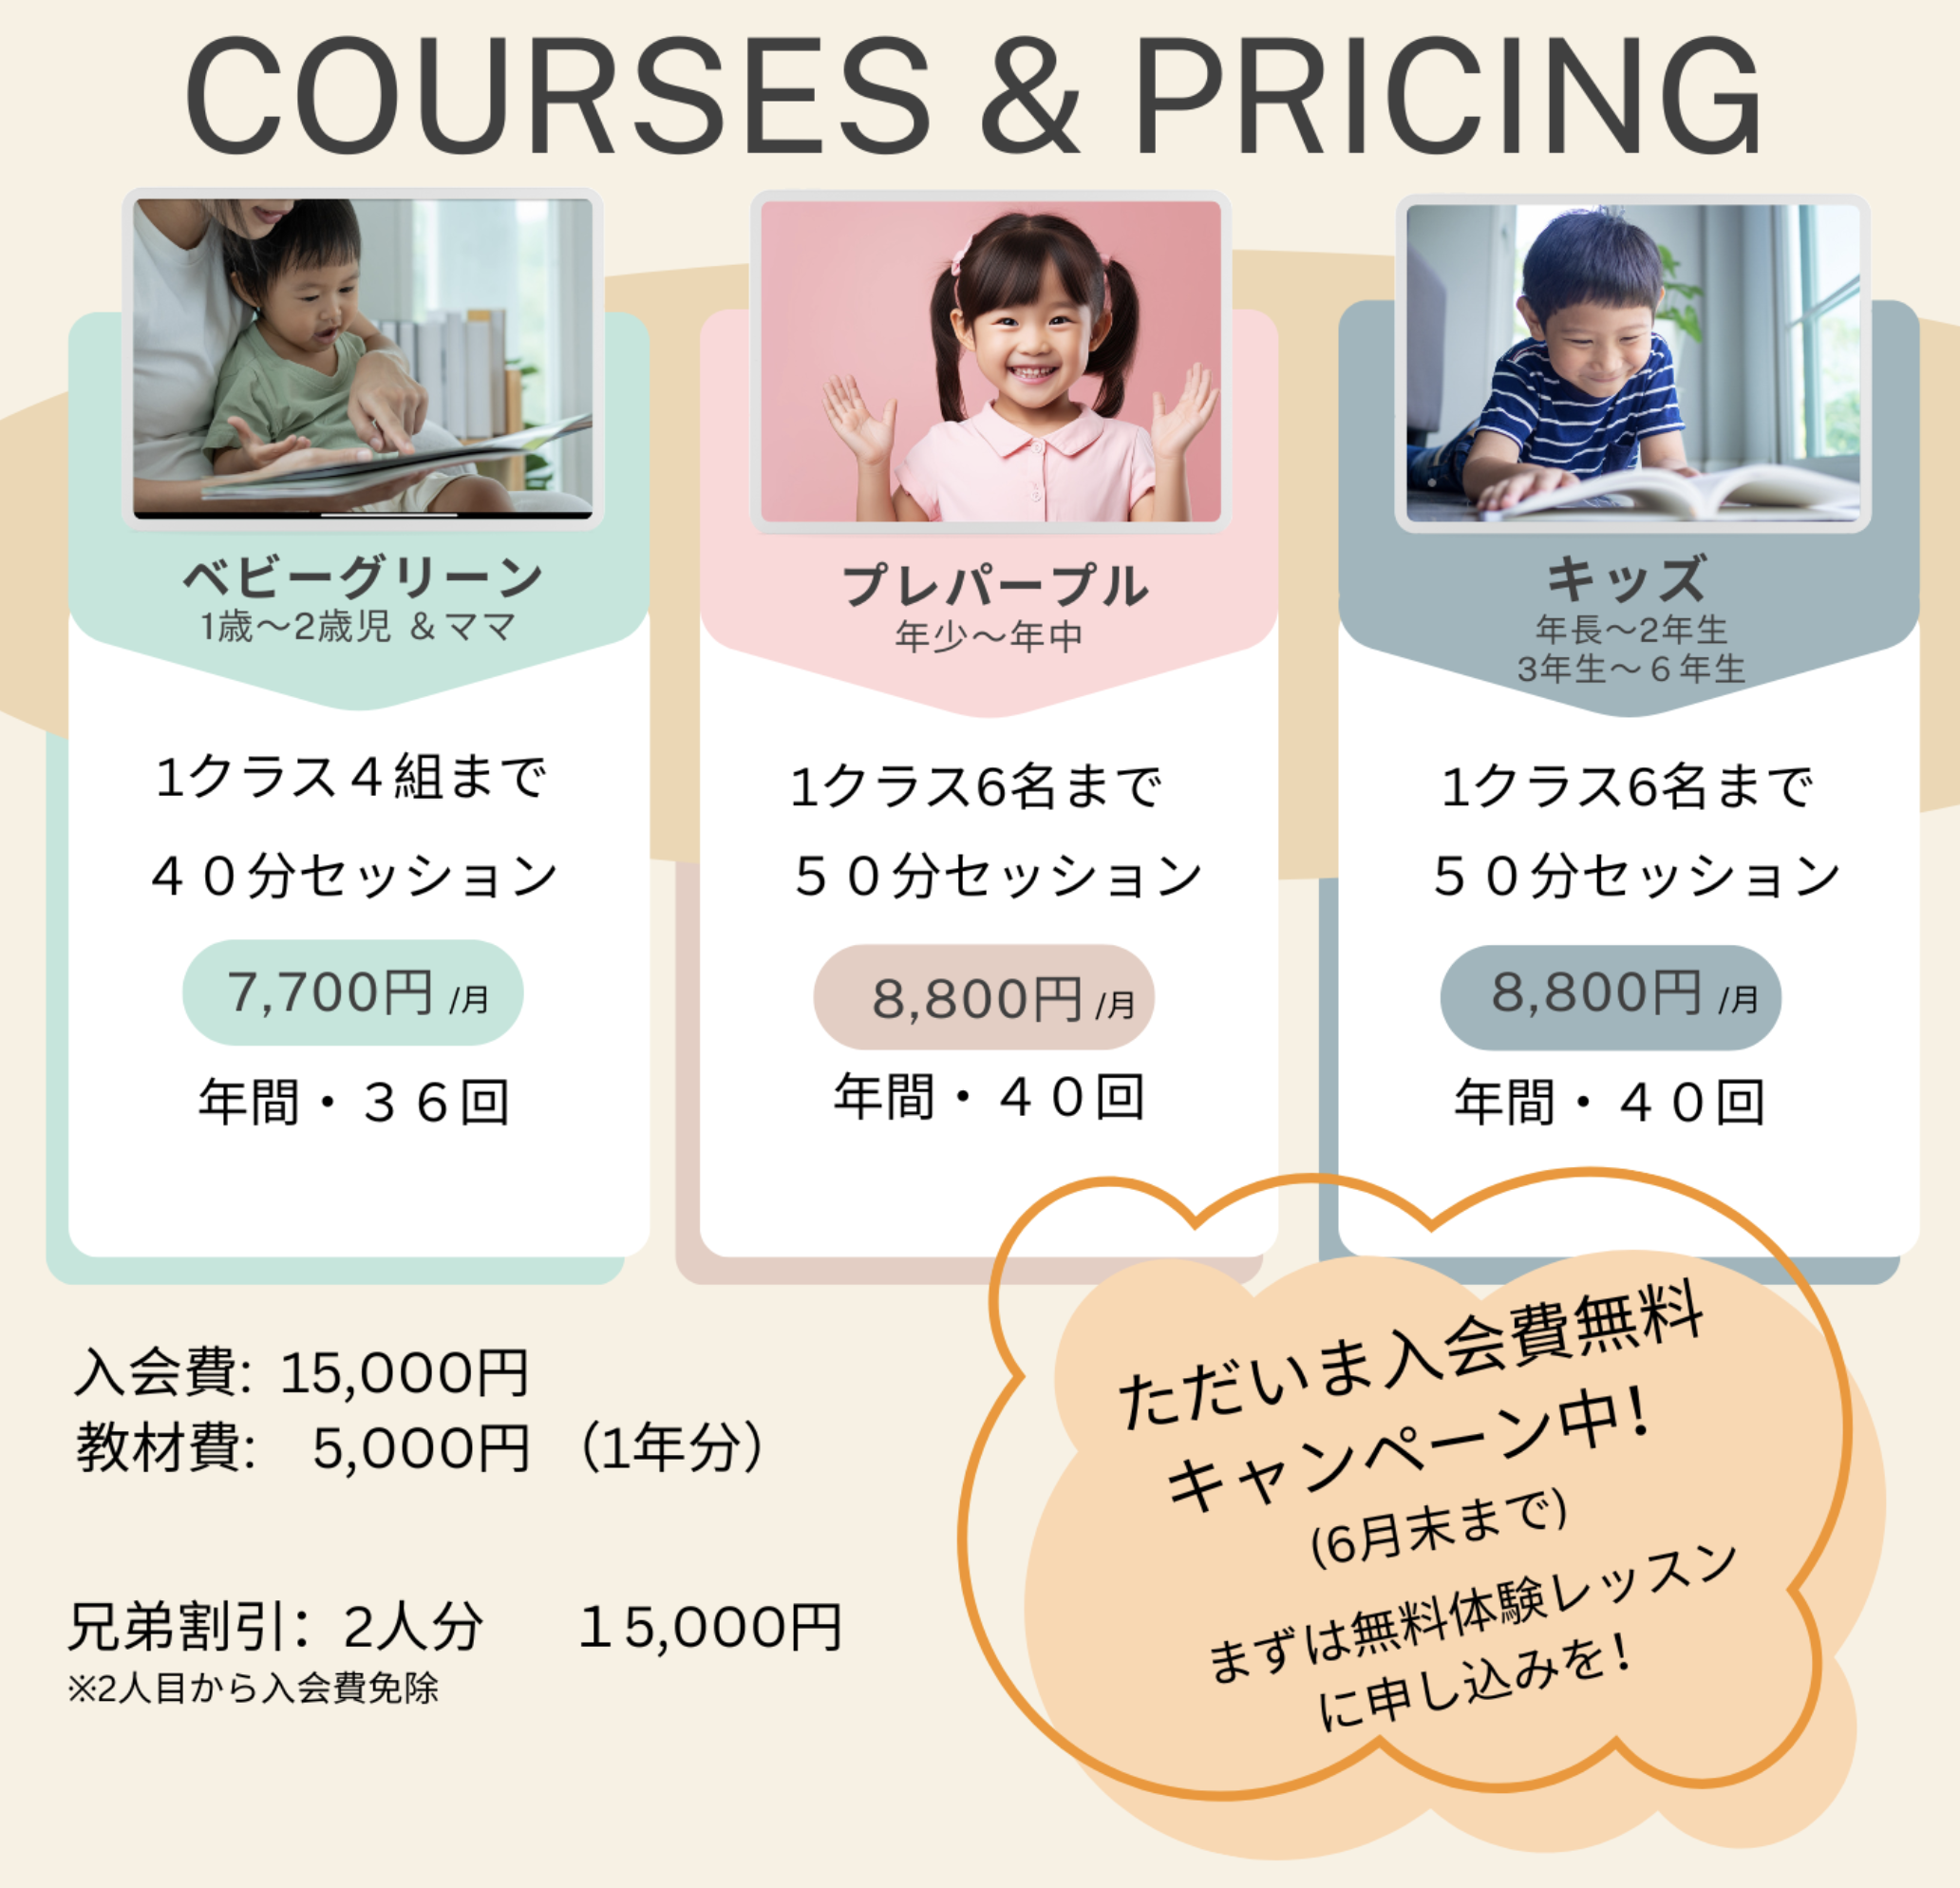 COURSES & PRICING
ベビーグリーン
1歳〜2歳児 &ママ
1クラス４組まで
４０分セッション
7,700円 /月
年間・３６回
プレパープル
年少〜年中
1クラス6名まで
５０分セッション
8,800円 /月
年間・４０回
キッズ
年長〜2年生
3年生〜６年生
1クラス6名まで
５０分セッション
8,800円 /月
年間・４０回
入会費: 15,000円
教材費: 5,000円 （1年分）
兄弟割引：2人分 １5,000円
※2人目から入会費免除
ただいま入会費無料
キャンペーン中！
(6月末まで)
まずは無料体験レッスン
に申し込みを！